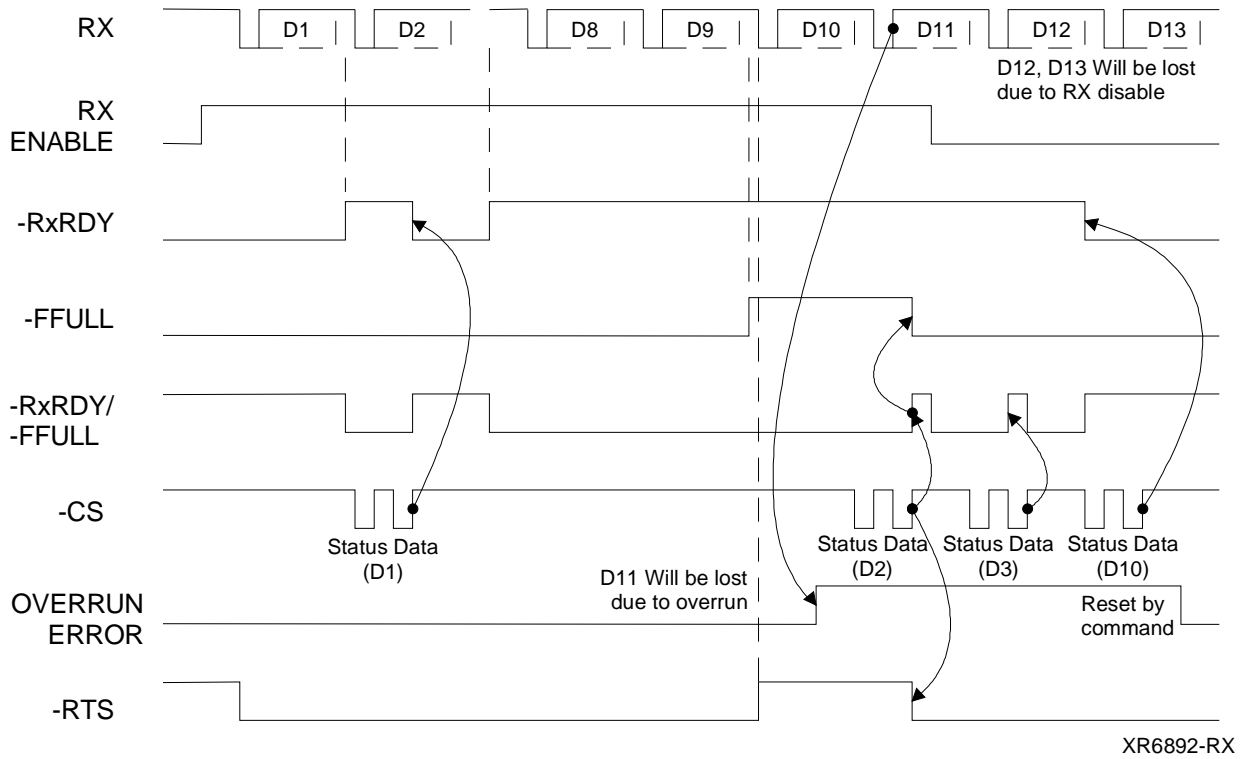 RX
D1
D2
D8
D9
D10
D11
D12
D13
D12, D13 Will be lost
due to RX disable
RX
ENABLE
-RxRDY
-FFULL
-RxRDY/
-FFULL
-CS
Status Data
(D1)
Status Data
(D2)
Status Data
(D3)
Status Data
(D10)
D11 Will be lost
due to overrun
OVERRUN
ERROR
Reset by
command
-RTS
XR6892-RX